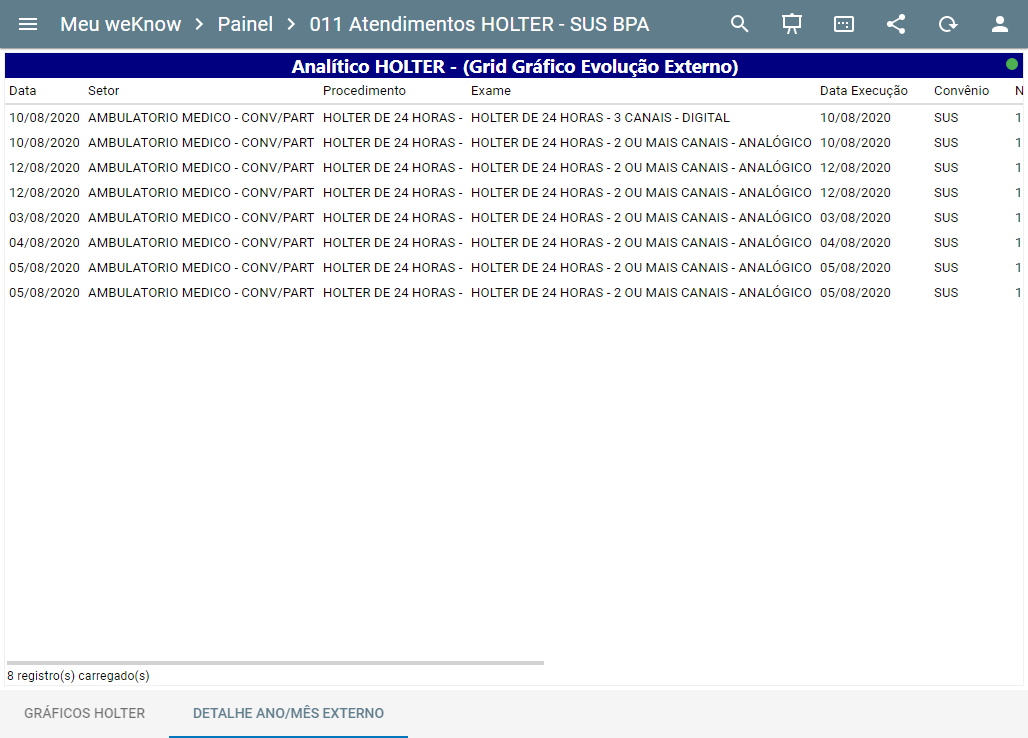 Meu weKnow > Painel > 011 Atendimentos HOLTER - SUS BPA
Analítico HOLTER - (Grid Gráfico Evolução Externo)
Data Setor Procedimento Exame Data Execução Convênio N
10/08/2020 AMBULATORIO MEDICO - CONV/PART HOLTER DE 24 HORAS - HOLTER DE 24 HORAS - 3 CANAIS - DIGITAL 10/08/2020 SUS 1
10/08/2020 AMBULATORIO MEDICO - CONV/PART HOLTER DE 24 HORAS - HOLTER DE 24 HORAS - 2 OU MAIS CANAIS - ANALÓGICO 10/08/2020 SUS 1
12/08/2020 AMBULATORIO MEDICO - CONV/PART HOLTER DE 24 HORAS - HOLTER DE 24 HORAS - 2 OU MAIS CANAIS - ANALÓGICO 12/08/2020 SUS 1
12/08/2020 AMBULATORIO MEDICO - CONV/PART HOLTER DE 24 HORAS - HOLTER DE 24 HORAS - 2 OU MAIS CANAIS - ANALÓGICO 12/08/2020 SUS 1
03/08/2020 AMBULATORIO MEDICO - CONV/PART HOLTER DE 24 HORAS - HOLTER DE 24 HORAS - 2 OU MAIS CANAIS - ANALÓGICO 03/08/2020 SUS 1
04/08/2020 AMBULATORIO MEDICO - CONV/PART HOLTER DE 24 HORAS - HOLTER DE 24 HORAS - 2 OU MAIS CANAIS - ANALÓGICO 04/08/2020 SUS 1
05/08/2020 AMBULATORIO MEDICO - CONV/PART HOLTER DE 24 HORAS - HOLTER DE 24 HORAS - 2 OU MAIS CANAIS - ANALÓGICO 05/08/2020 SUS 1
05/08/2020 AMBULATORIO MEDICO - CONV/PART HOLTER DE 24 HORAS - HOLTER DE 24 HORAS - 2 OU MAIS CANAIS - ANALÓGICO 05/08/2020 SUS 1
8 registro(s) carregado(s)
GRÁFICOS HOLTER DETALHE ANO/MÊS EXTERNO